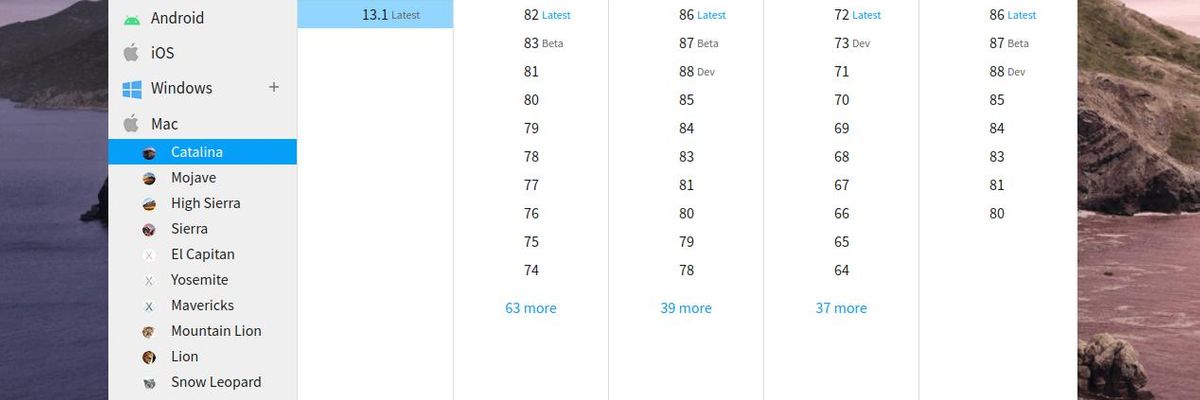 Android
iOS
Windows +
Mac
Catalina
Mojave
High Sierra
Sierra
El Capitan
Yosemite
Mavericks
Mountain Lion
Lion
Snow Leopard
13.1 Latest
82 Latest
83 Beta
81
80
79
78
77
76
75
74
63 more
86 Latest
87 Beta
88 Dev
85
84
83
81
80
79
78
39 more
72 Latest
73 Dev
71
70
69
68
67
66
65
64
37 more
86 Latest
87 Beta
88 Dev
85
84
83
81
80